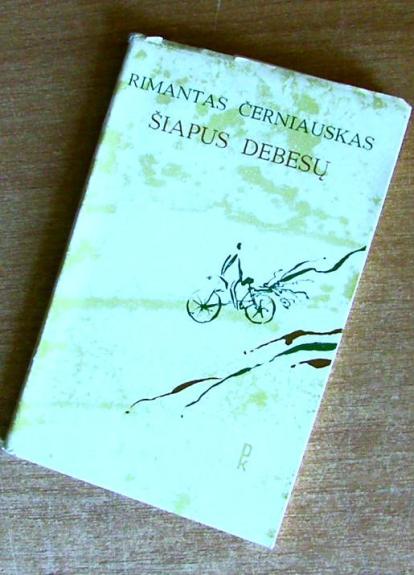 RIMANTAS ČERNIAUSKAS
ŠIAPUS DEBESŲ
p
k